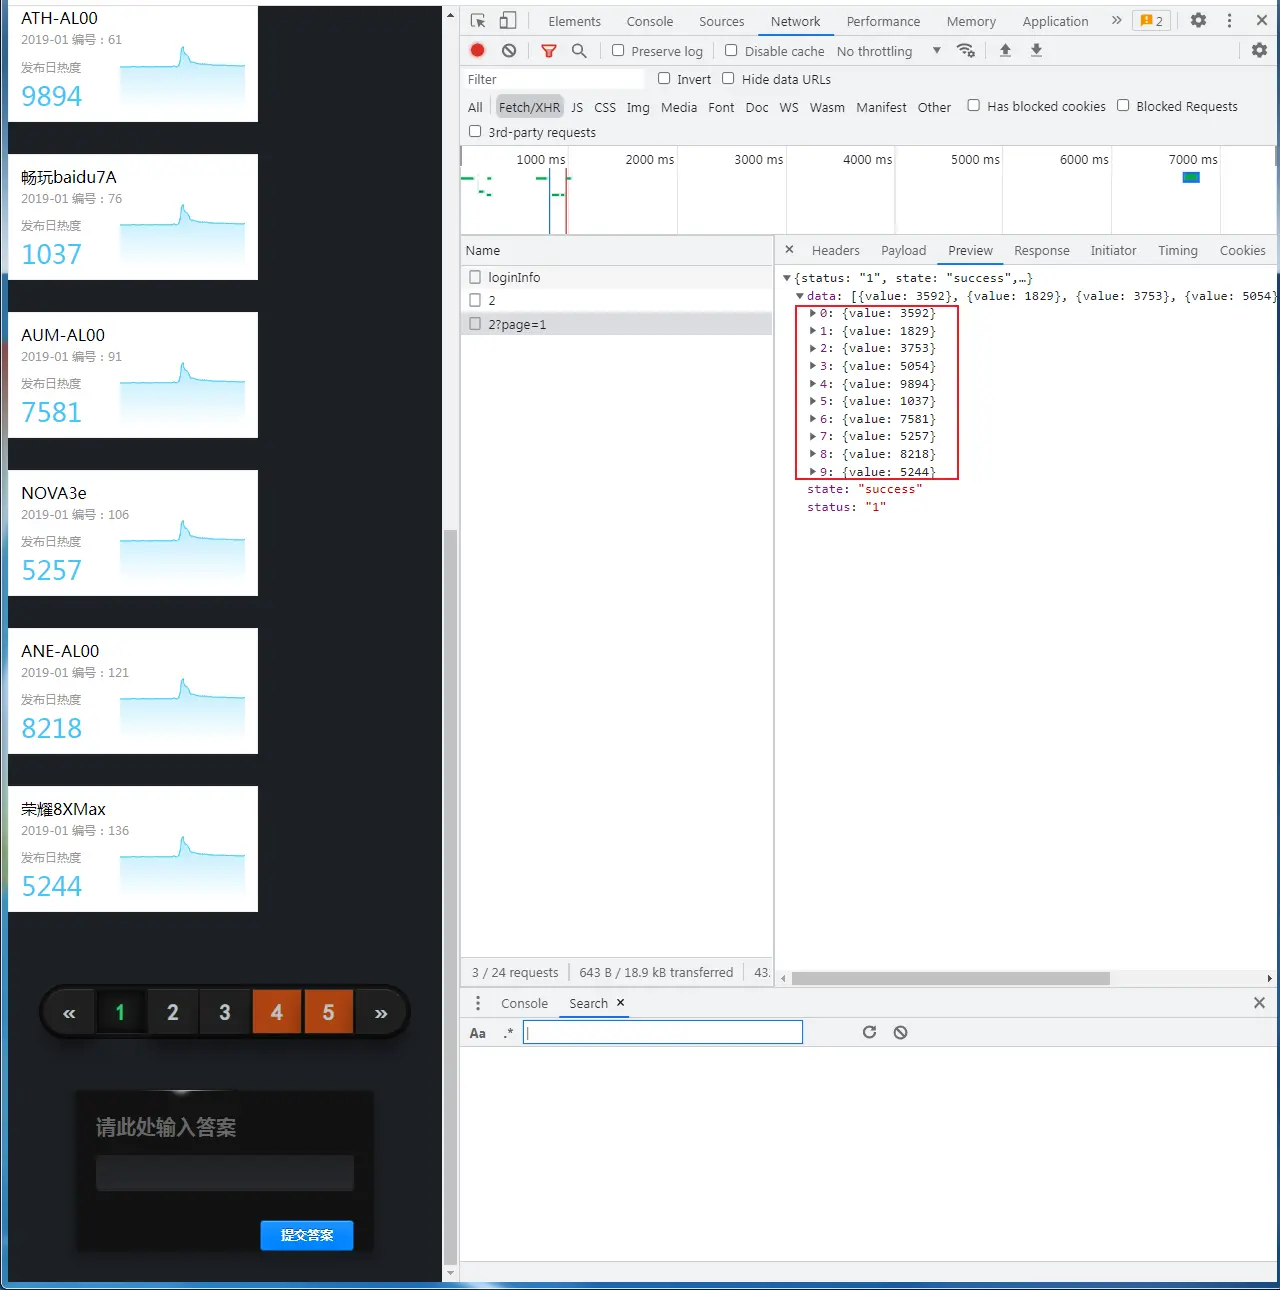 ATH-AL00
2019-01 编号：61
发布日热度
9894
畅玩baidu7A
2019-01 编号：76
发布日热度
1037
AUM-AL00
2019-01 编号：91
发布日热度
7581
NOVA3e
2019-01 编号：106
发布日热度
5257
ANE-AL00
2019-01 编号：121
发布日热度
8218
荣耀8XMax
2019-01 编号：136
发布日热度
5244
« 1 2 3 4 5 »
请此处输入答案
提交答案
Elements Console Sources Network Performance Memory Application » 2
Preserve log Disable cache No throttling
Filter Invert Hide data URLs
All Fetch/XHR JS CSS Img Media Font Doc WS Wasm Manifest Other Has blocked cookies Blocked Requests
3rd-party requests
1000 ms 2000 ms 3000 ms 4000 ms 5000 ms 6000 ms 7000 ms
Name
loginInfo
2
2?page=1
3 / 24 requests 643 B / 18.9 kB transferred 43.
× Headers Payload Preview Response Initiator Timing Cookies
{status: "1", state: "success",…}
data: [{value: 3592}, {value: 1829}, {value: 3753}, {value: 5054}
0: {value: 3592}
1: {value: 1829}
2: {value: 3753}
3: {value: 5054}
4: {value: 9894}
5: {value: 1037}
6: {value: 7581}
7: {value: 5257}
8: {value: 8218}
9: {value: 5244}
state: "success"
status: "1"
Console Search ×
Aa .*